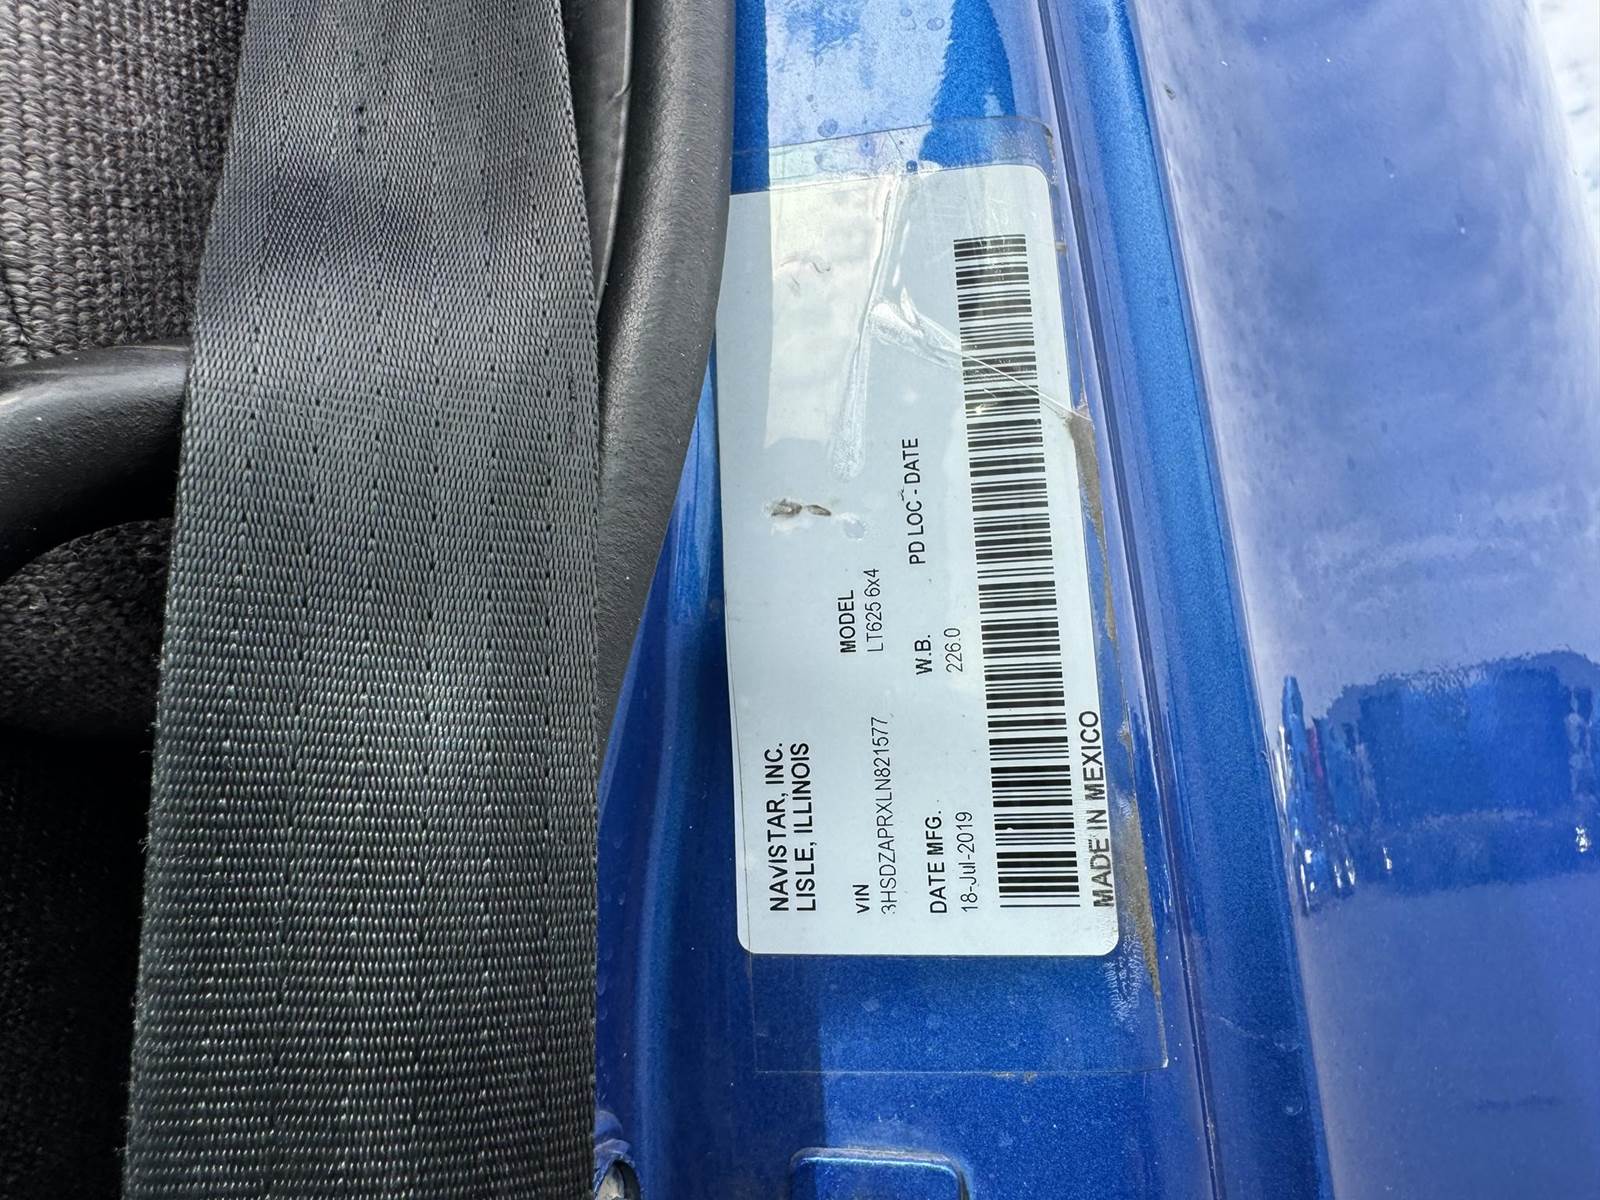 NAVISTAR, INC.
LISLE, ILLINOIS
VIN MODEL
3HSDZAPRXLN821577 LT625 6x4
DATE MFG. W.B. PD LOC - DATE
18-Jul-2019 226.0
MADE IN MEXICO